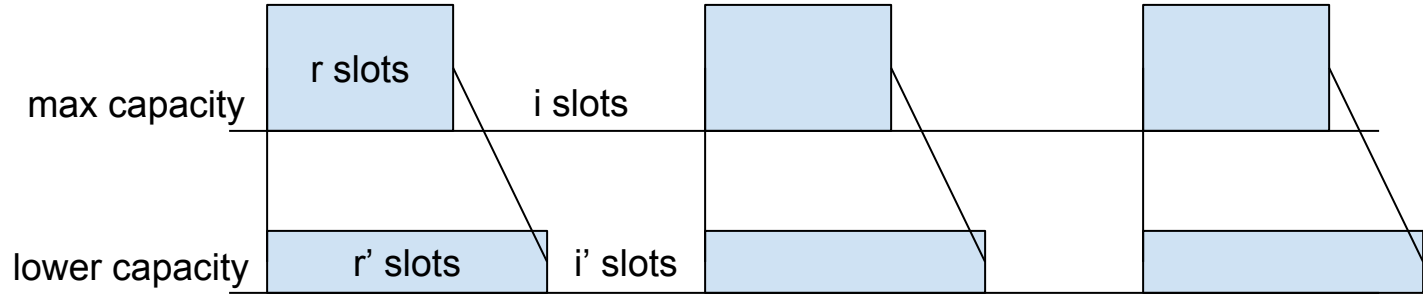 r slots
max capacity
i slots
lower capacity
r’ slots
i’ slots